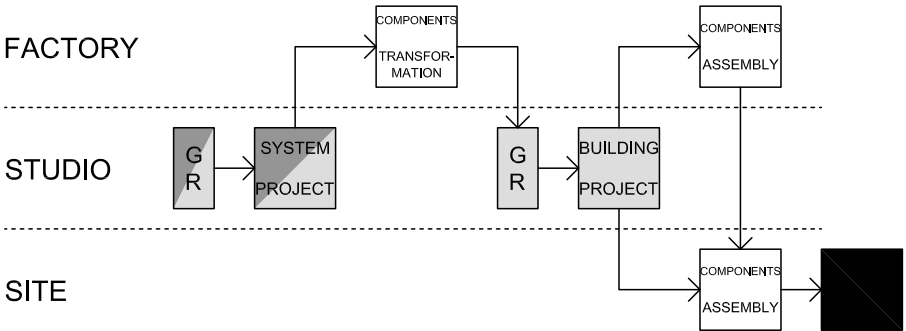 FACTORY
COMPONENTS
TRANSFOR-
MATION
COMPONENTS
ASSEMBLY
STUDIO
G
R
SYSTEM
PROJECT
G
R
BUILDING
PROJECT
SITE
COMPONENTS
ASSEMBLY